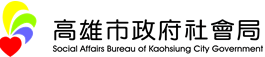 高雄市政府社會局
Social Affairs Bureau of Kaohsiung City Government